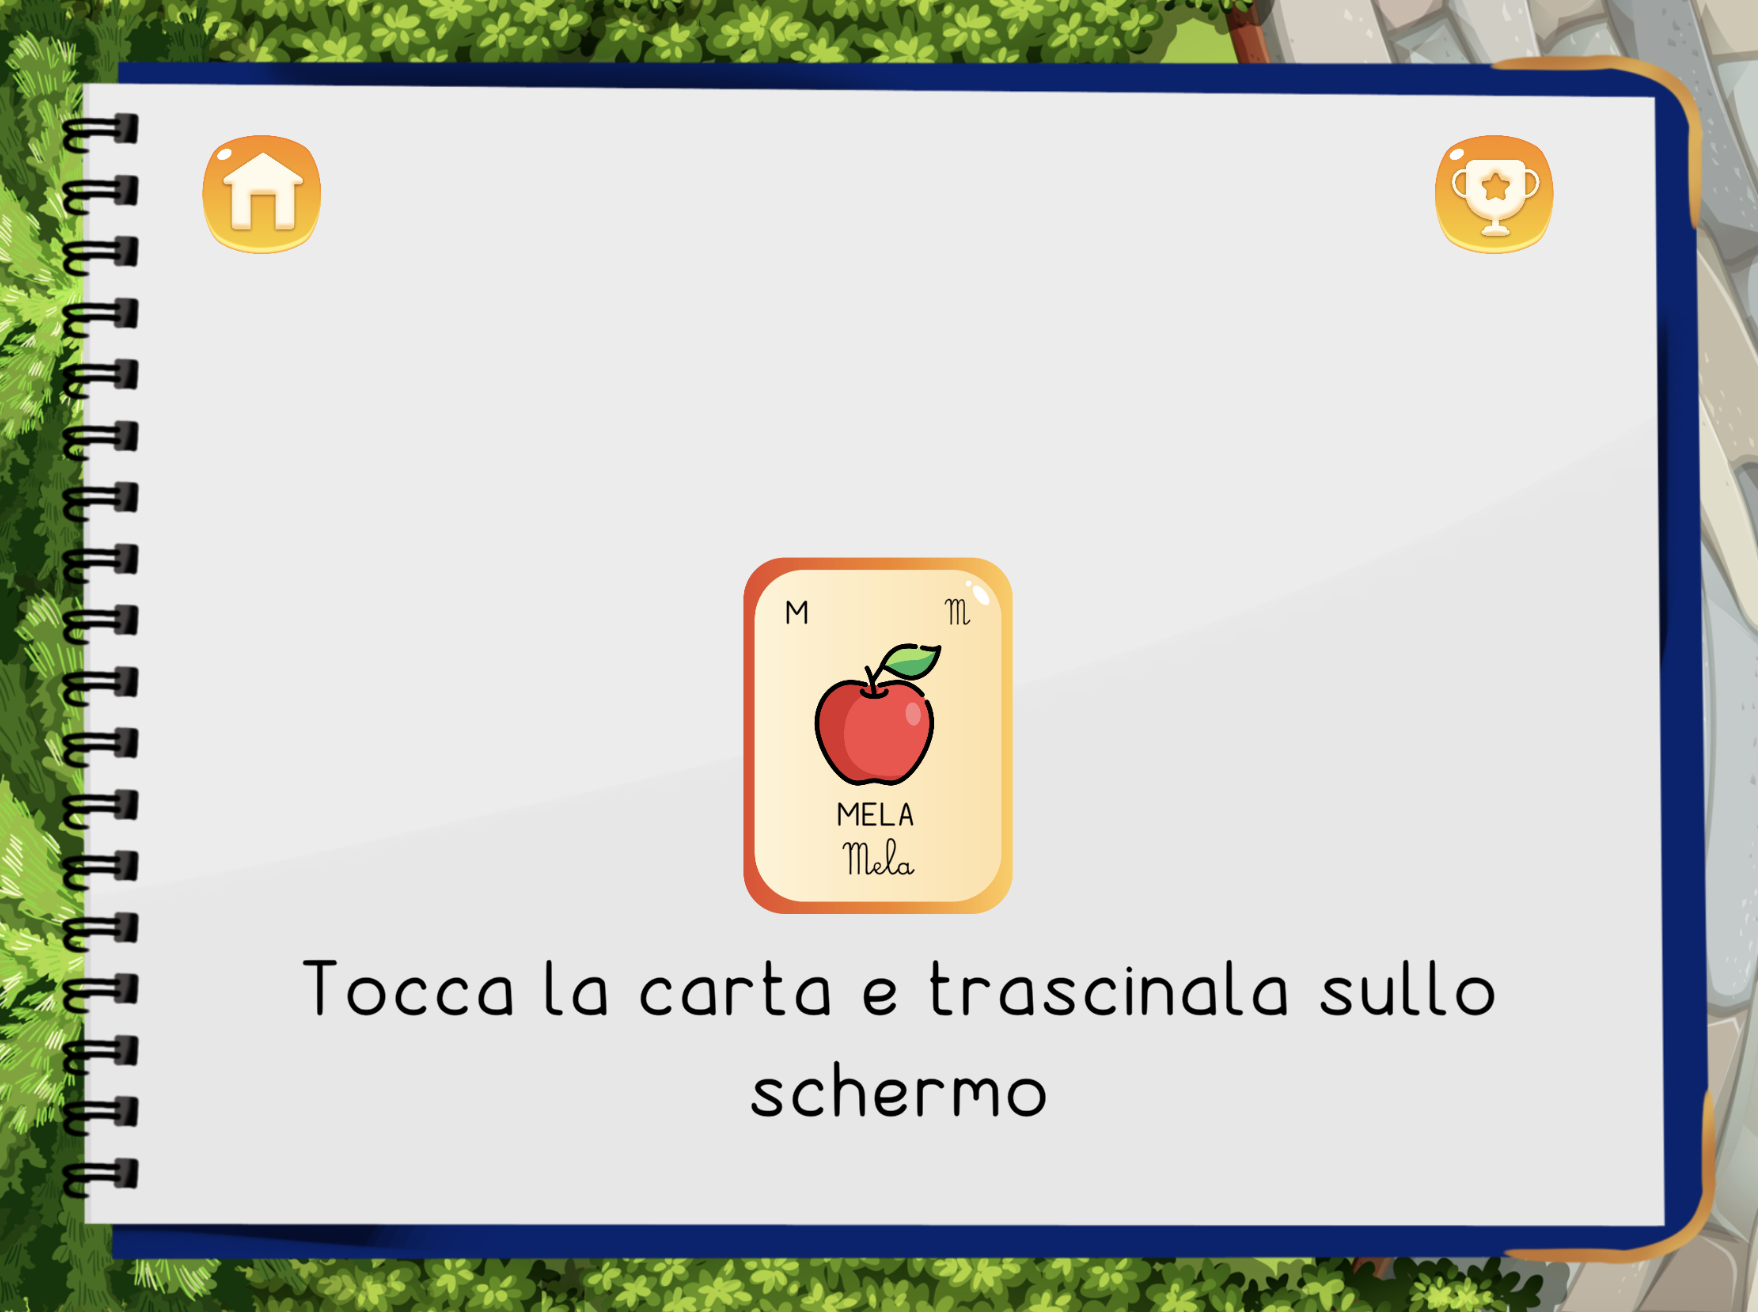 M M
MELA
Mela
Tocca la carta e trascinala sullo
schermo